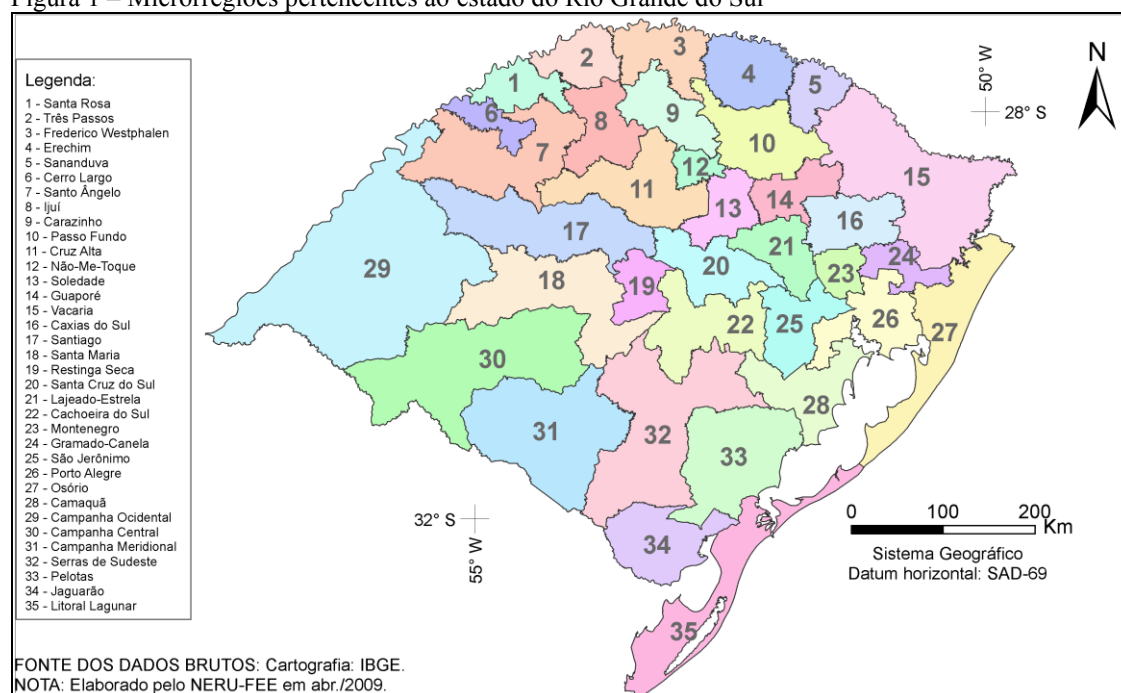 Figura 1 – Microrregiões pertencentes ao estado do Rio Grande do Sul
Legenda:
1 - Santa Rosa
2 - Três Passos
3 - Frederico Westphalen
4 - Erechim
5 - Sananduva
6 - Cerro Largo
7 - Santo Ângelo
8 - Ijuí
9 - Carazinho
10 - Passo Fundo
11 - Cruz Alta
12 - Não-Me-Toque
13 - Soledade
14 - Guaporé
15 - Vacaria
16 - Caxias do Sul
17 - Santiago
18 - Santa Maria
19 - Restinga Seca
20 - Santa Cruz do Sul
21 - Lajeado-Estrela
22 - Cachoeira do Sul
23 - Montenegro
24 - Gramado-Canela
25 - São Jerônimo
26 - Porto Alegre
27 - Osório
28 - Camaquã
29 - Campanha Ocidental
30 - Campanha Central
31 - Campanha Meridional
32 - Serras de Sudeste
33 - Pelotas
34 - Jaguarão
35 - Litoral Lagunar
1
2
3
4
5
6
7
8
9
10
11
12
13
14
15
16
17
18
19
20
21
22
23
24
25
26
27
28
29
30
31
32
33
34
35
50° W
28° S
N
32° S
55° W
0 100 200 Km
Sistema Geográfico
Datum horizontal: SAD-69
FONTE DOS DADOS BRUTOS: Cartografia: IBGE.
NOTA: Elaborado pelo NERU-FEE em abr./2009.